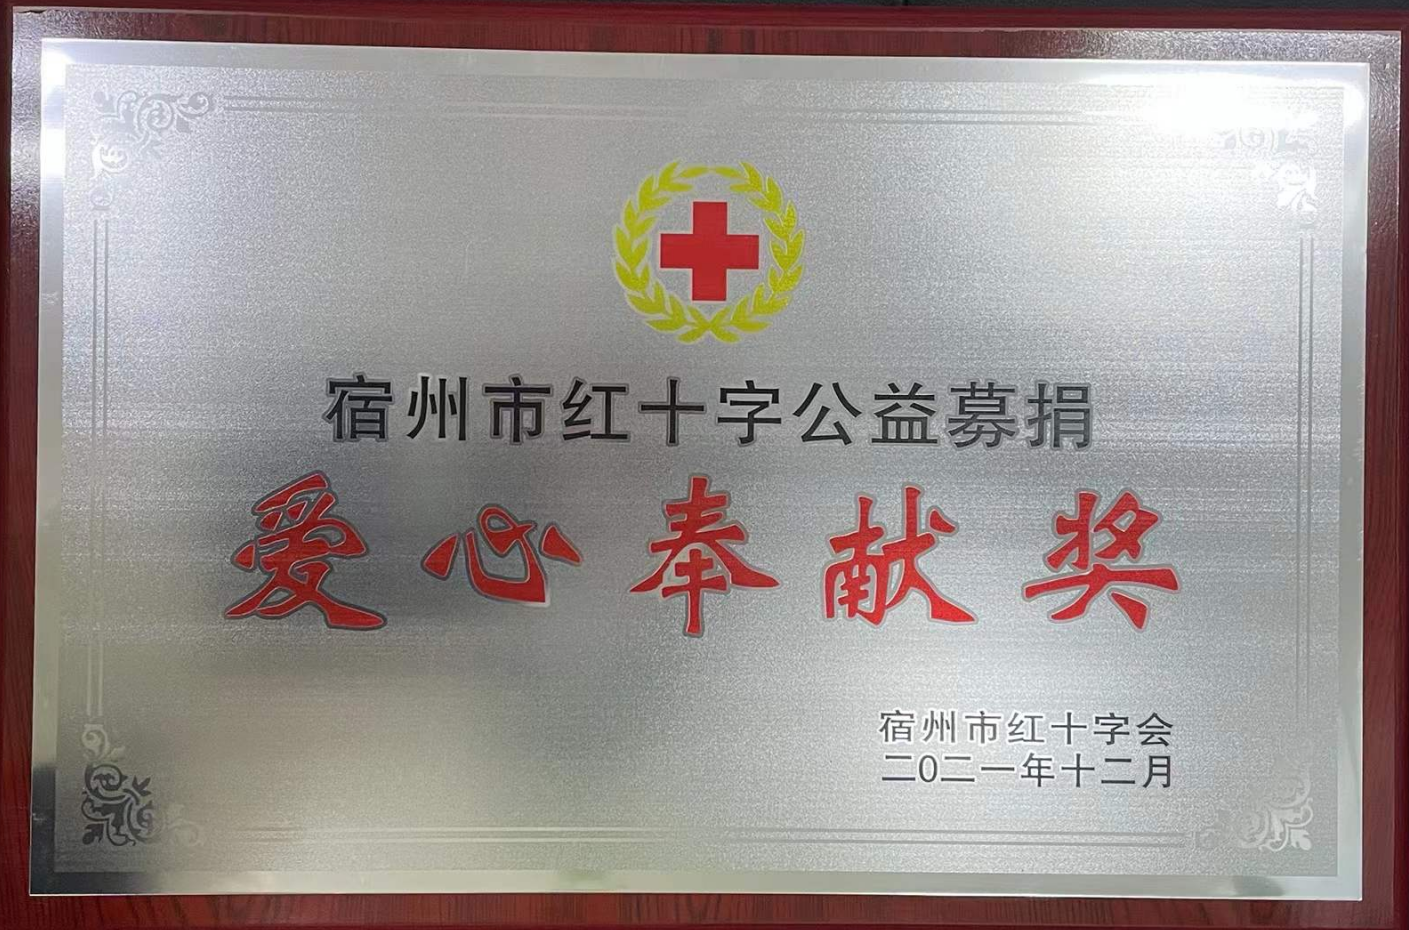 宿州市红十字公益募捐
爱心奉献奖
宿州市红十字会
二0二一年十二月